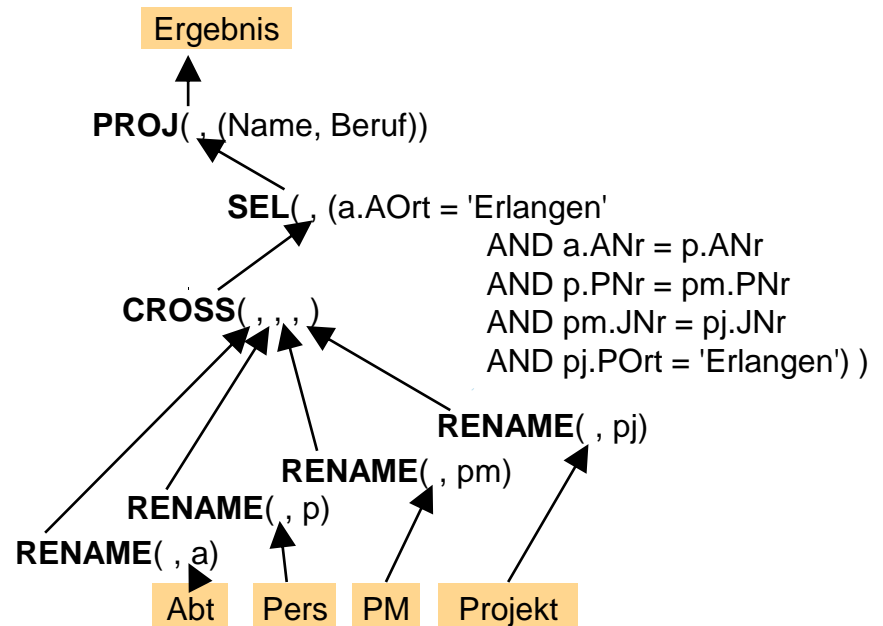 Ergebnis
PROJ( , (Name, Beruf))
SEL( , (a.AOrt = 'Erlangen'
AND a.ANr = p.ANr
AND p.PNr = pm.PNr
CROSS( , , , )
AND pm.JNr = pj.JNr
AND pj.POrt = 'Erlangen') )
RENAME( , pj)
RENAME( , pm)
RENAME( , p)
RENAME( , a)
Abt Pers PM Projekt